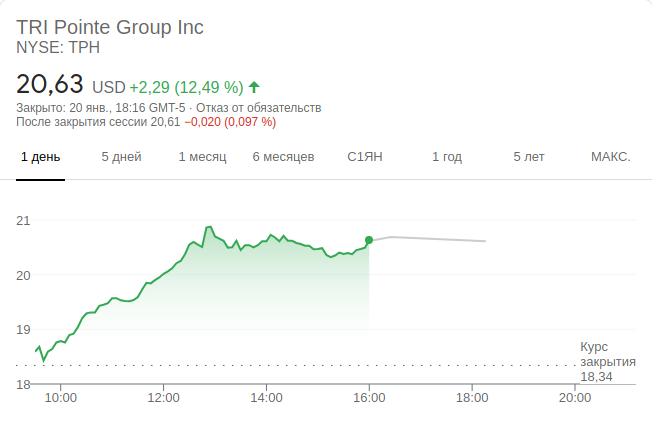 TRI Pointe Group Inc
NYSE: TPH
20,63 USD +2,29 (12,49 %)
Закрыто: 20 янв., 18:16 GMT-5 · Отказ от обязательств
После закрытия сессии 20,61 −0,020 (0,097 %)
1 день 5 дней 1 месяц 6 месяцев С1ЯН 1 год 5 лет МАКС.
21
20
19
Курс
закрытия
18,34
18
10:00 12:00 14:00 16:00 18:00 20:00